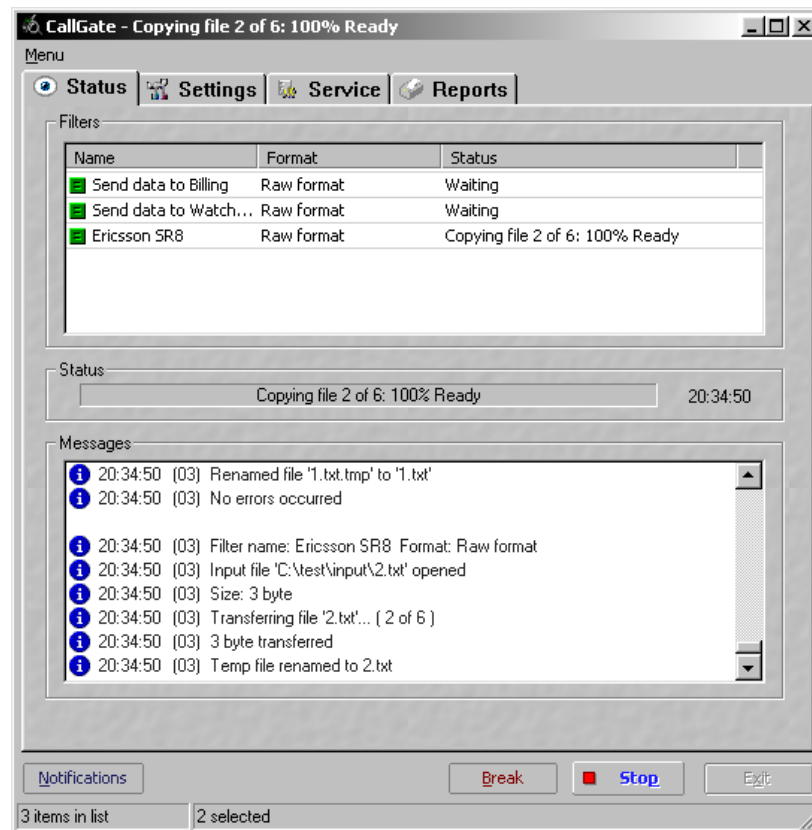 CallGate - Copying file 2 of 6: 100% Ready
Menu
Status Settings Service Reports
Filters
Name Format Status
Send data to Billing Raw format Waiting
Send data to Watch... Raw format Waiting
Ericsson SR8 Raw format Copying file 2 of 6: 100% Ready
Status
Copying file 2 of 6: 100% Ready 20:34:50
Messages
20:34:50 (03) Renamed file '1.txt.tmp' to '1.txt'
20:34:50 (03) No errors occurred
20:34:50 (03) Filter name: Ericsson SR8 Format: Raw format
20:34:50 (03) Input file 'C:\test\input\2.txt' opened
20:34:50 (03) Size: 3 byte
20:34:50 (03) Transferring file '2.txt'... ( 2 of 6 )
20:34:50 (03) 3 byte transferred
20:34:50 (03) Temp file renamed to 2.txt
Notifications Break Stop Exit
3 items in list 2 selected